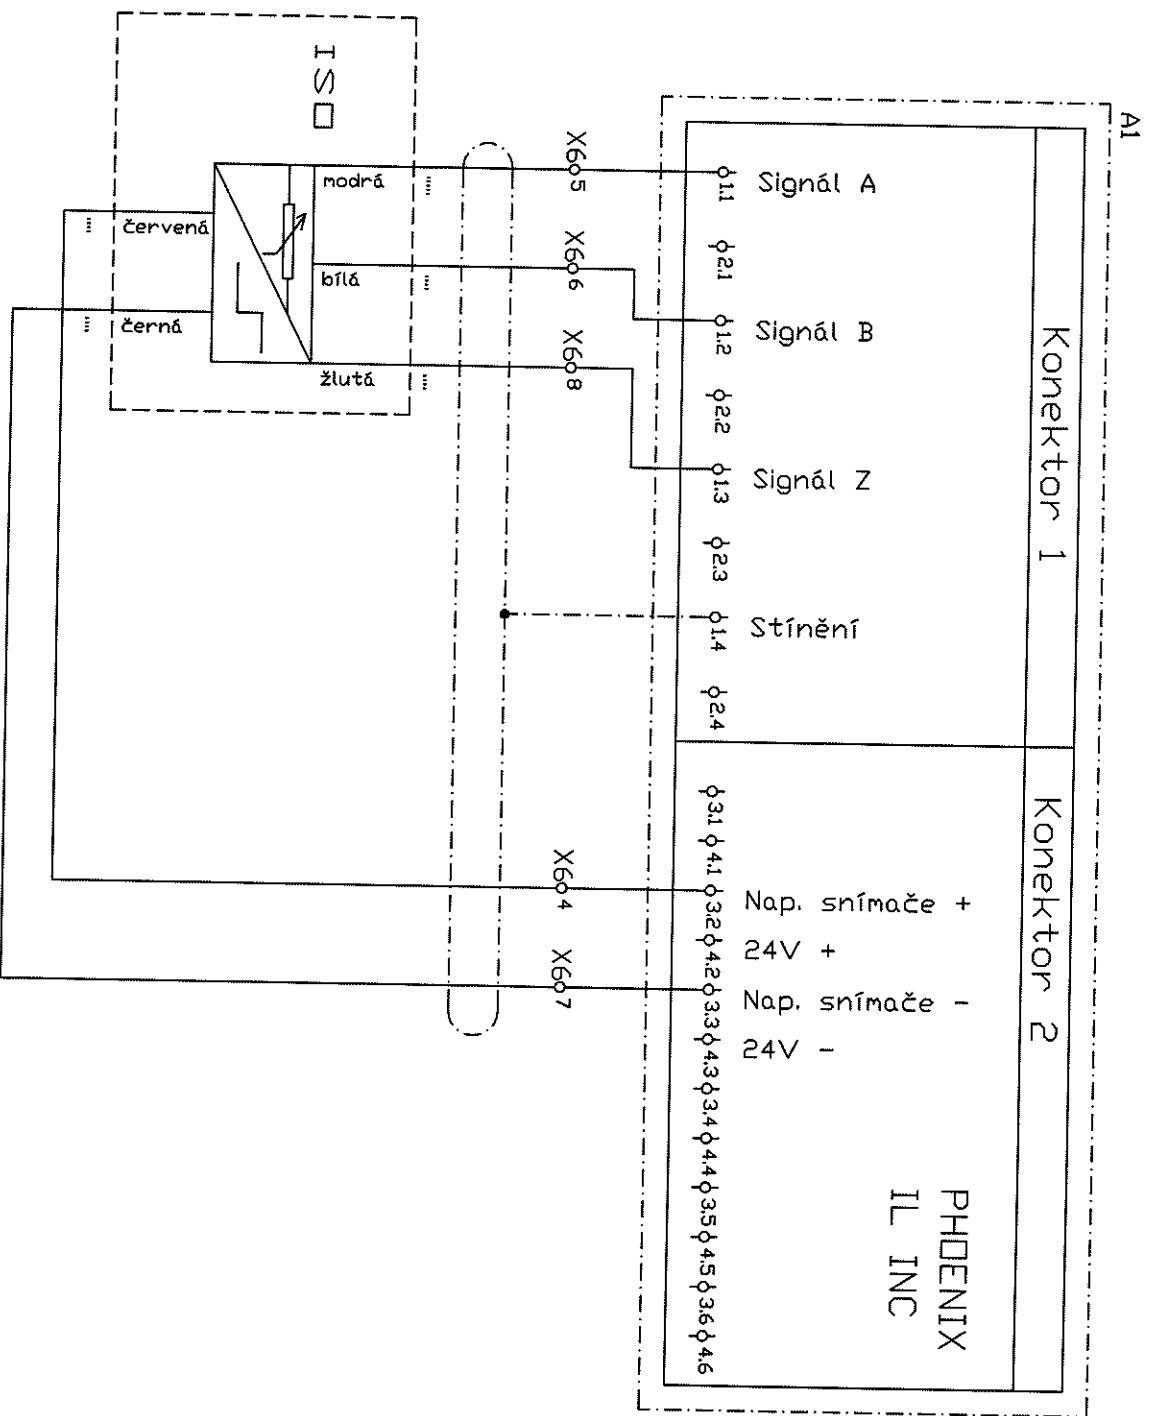 A1
Konektor 1
Konektor 2
PHOENIX
IL INC
Signál A
Signál B
Signál Z
Stínění
Nap. snímače +
24V +
Nap. snímače -
24V -
1.1
2.1
1.2
2.2
1.3
2.3
1.4
2.4
3.1
4.1
3.2
4.2
3.3
4.3
3.4
4.4
3.5
4.5
3.6
4.6
X6 5
X6 6
X6 8
X6 4
X6 7
ISO
modrá
bílá
žlutá
červená
černá